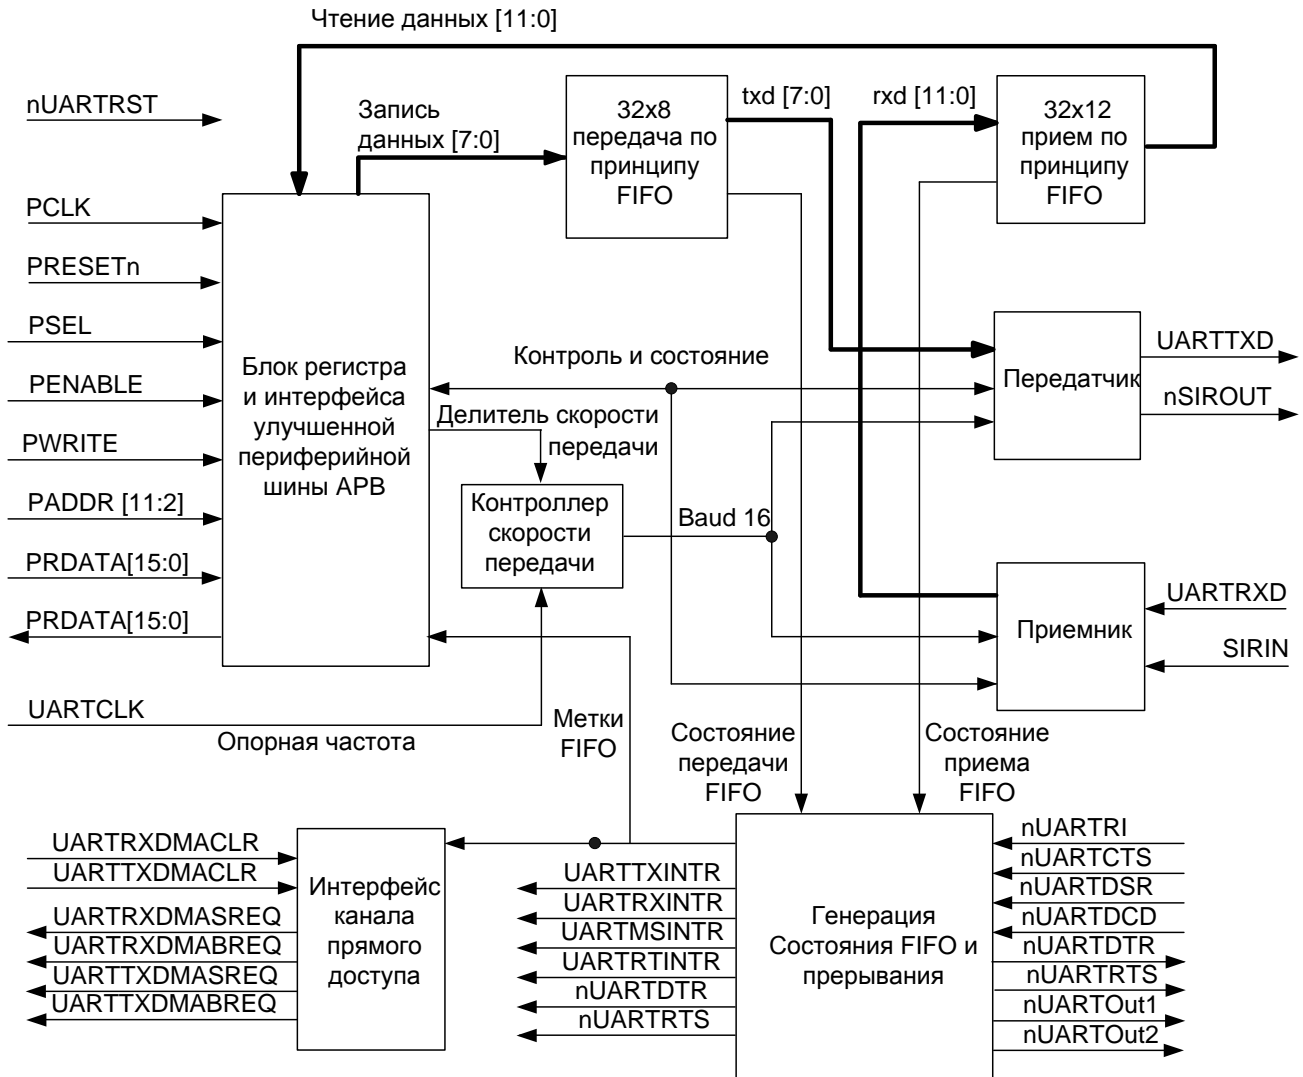 Чтение данных [11:0]
nUARTRST
Запись
данных [7:0]
32x8
передача по
принципу
FIFO
txd [7:0]
rxd [11:0]
32x12
прием по
принципу
FIFO
PCLK
PRESETn
PSEL
PENABLE
PWRITE
PADDR [11:2]
PRDATA[15:0]
PRDATA[15:0]
UARTCLK
Опорная частота
Блок регистра
и интерфейса
улучшенной
периферийной
шины APB
Контроль и состояние
Делитель скорости
передачи
Контроллер
скорости
передачи
Baud 16
Передатчик
UARTTXD
nSIROUT
Приемник
UARTRXD
SIRIN
Метки
FIFO
Состояние
передачи
FIFO
Состояние
приема
FIFO
UARTRXDMACLR
UARTTXDMACLR
UARTRXDMASREQ
UARTRXDMABREQ
UARTTXDMASREQ
UARTTXDMABREQ
Интерфейс
канала
прямого
доступа
UARTTXINTR
UARTRXINTR
UARTMSINTR
UARTRTINTR
nUARTDTR
nUARTRTS
Генерация
Состояния FIFO и
прерывания
nUARTRI
nUARTCTS
nUARTDSR
nUARTDCD
nUARTDTR
nUARTRTS
nUARTOut1
nUARTOut2